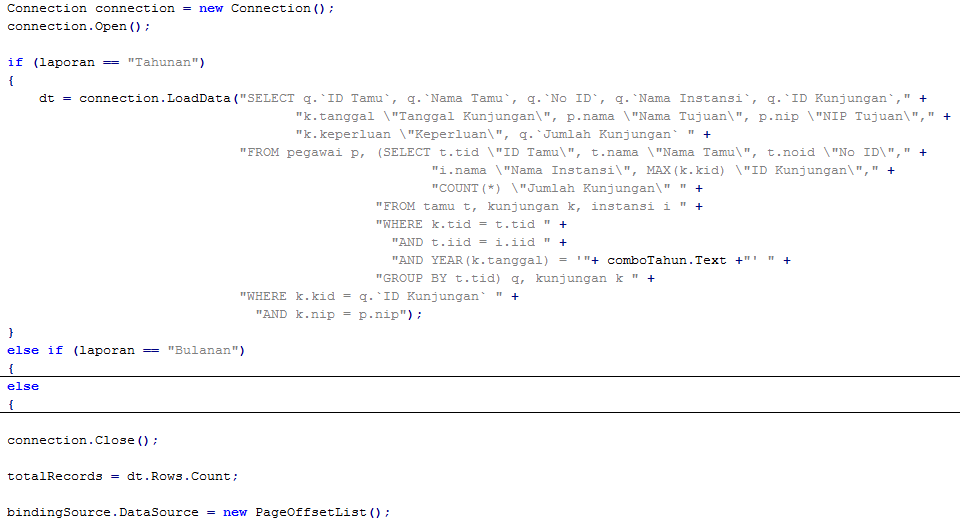 Connection connection = new Connection();
connection.Open();
if (laporan == "Tahunan")
{
dt = connection.LoadData("SELECT q.`ID Tamu`, q.`Nama Tamu`, q.`No ID`, q.`Nama Instansi`, q.`ID Kunjungan`," +
"k.tanggal \"Tanggal Kunjungan\", p.nama \"Nama Tujuan\", p.nip \"NIP Tujuan\"," +
"k.keperluan \"Keperluan\", q.`Jumlah Kunjungan` " +
"FROM pegawai p, (SELECT t.tid \"ID Tamu\", t.nama \"Nama Tamu\", t.noid \"No ID\"," +
"i.nama \"Nama Instansi\", MAX(k.kid) \"ID Kunjungan\"," +
"COUNT(*) \"Jumlah Kunjungan\" " +
"FROM tamu t, kunjungan k, instansi i " +
"WHERE k.tid = t.tid " +
"AND t.iid = i.iid " +
"AND YEAR(k.tanggal) = '"+ comboTahun.Text +"' " +
"GROUP BY t.tid) q, kunjungan k " +
"WHERE k.kid = q.`ID Kunjungan` " +
"AND k.nip = p.nip");
}
else if (laporan == "Bulanan")
{
else
{
connection.Close();
totalRecords = dt.Rows.Count;
bindingSource.DataSource = new PageOffsetList();